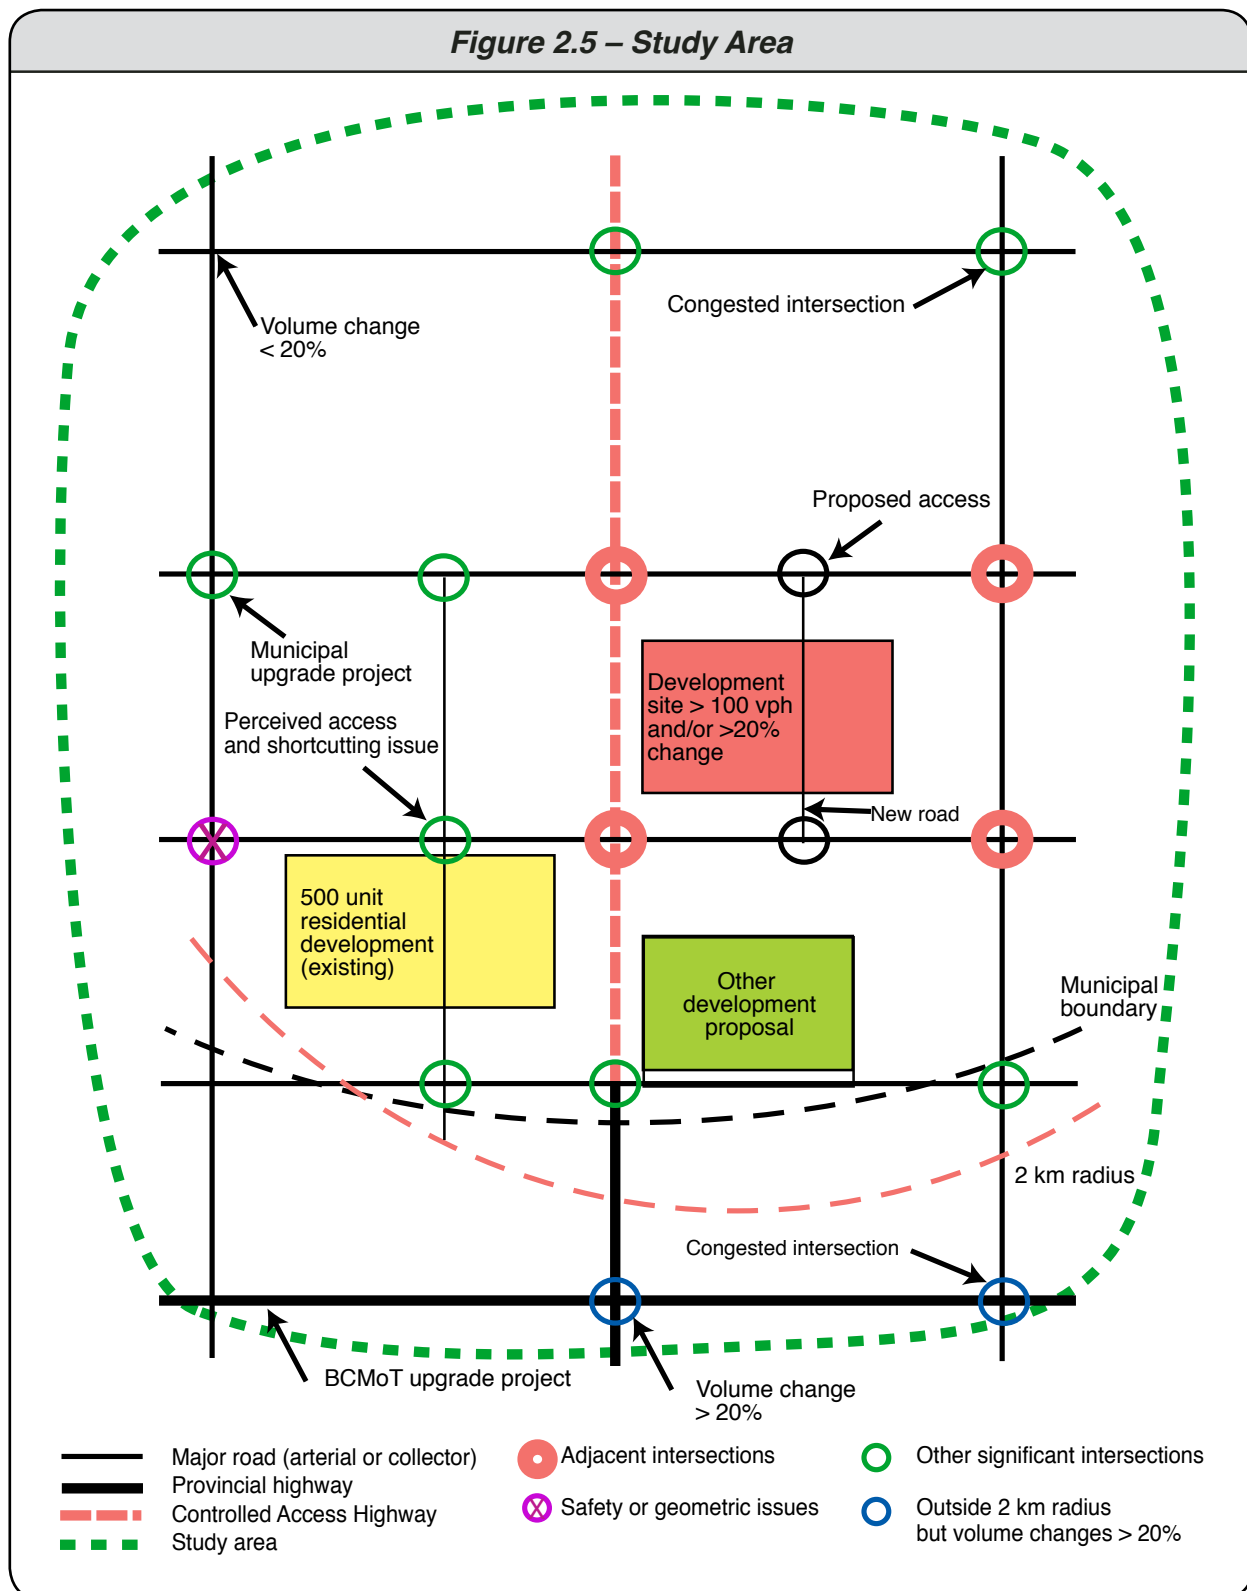 Figure 2.5 – Study Area
Congested intersection
Volume change
< 20%
Proposed access
Municipal
upgrade project
Development
site > 100 vph
and/or >20%
change
Perceived access
and shortcutting issue
New road
500 unit
residential
development
(existing)
Other
development
proposal
Municipal
boundary
2 km radius
Congested intersection
BCMoT upgrade project
Volume change
> 20%
Major road (arterial or collector)
Provincial highway
Controlled Access Highway
Study area
Adjacent intersections
Safety or geometric issues
Other significant intersections
Outside 2 km radius
but volume changes > 20%